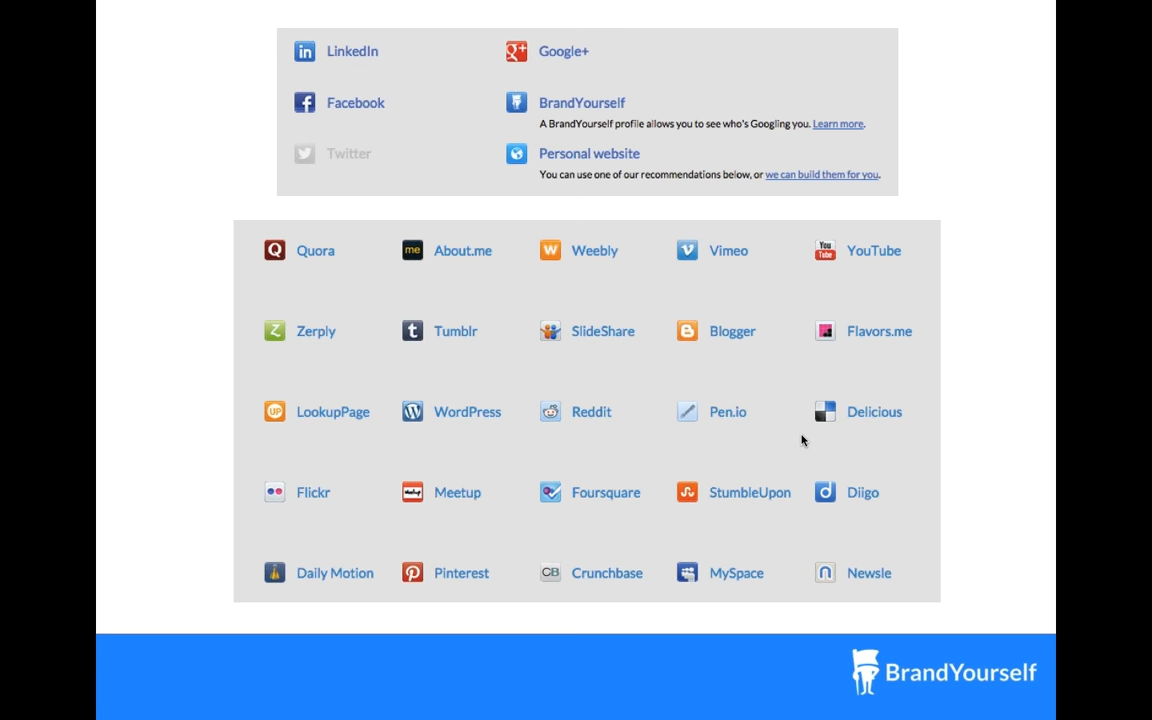 LinkedIn Google+
Facebook BrandYourself
A BrandYourself profile allows you to see who's Googling you. Learn more.
Twitter Personal website
You can use one of our recommendations below, or we can build them for you.
Quora About.me Weebly Vimeo YouTube
Zerply Tumblr SlideShare Blogger Flavors.me
LookupPage WordPress Reddit Pen.io Delicious
Flickr Meetup Foursquare StumbleUpon Diigo
Daily Motion Pinterest Crunchbase MySpace Newsle
BrandYourself